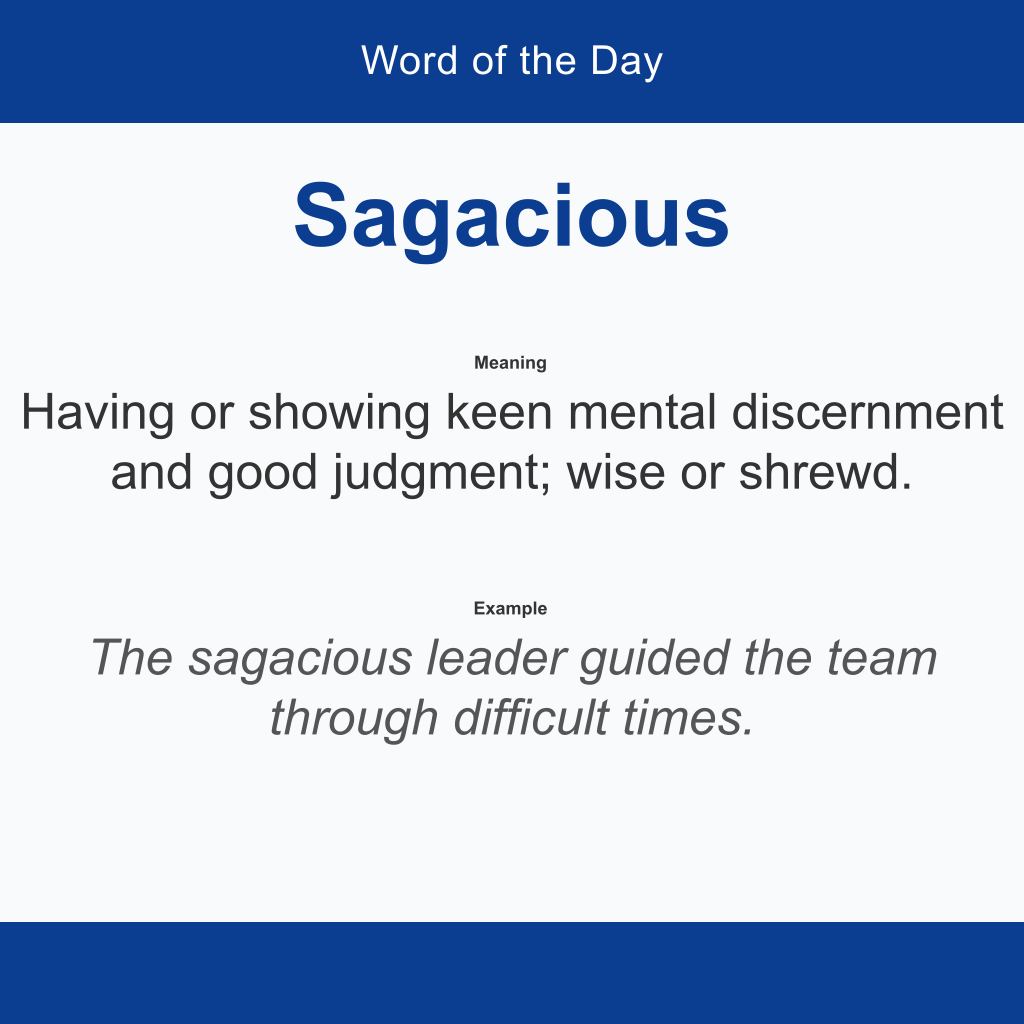 Word of the Day
Sagacious
Meaning
Having or showing keen mental discernment
and good judgment; wise or shrewd.
Example
The sagacious leader guided the team
through difficult times.